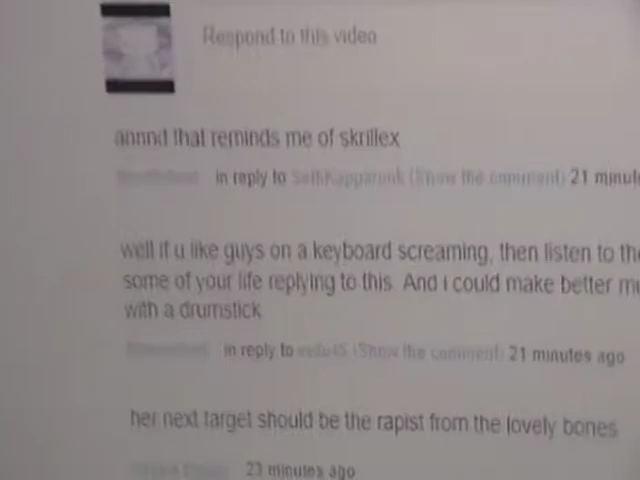 Respond to this video
annnd that reminds me of skrillex
in reply to (Show the comment) 21
well if u like guys on a keyboard screaming, then listen to
some of your life replying to this. And i could make better
with a drumstick
in reply to (Show the comment) 21 minutes ago
her next target should be the rapist from the lovely bones
23 minutes ago